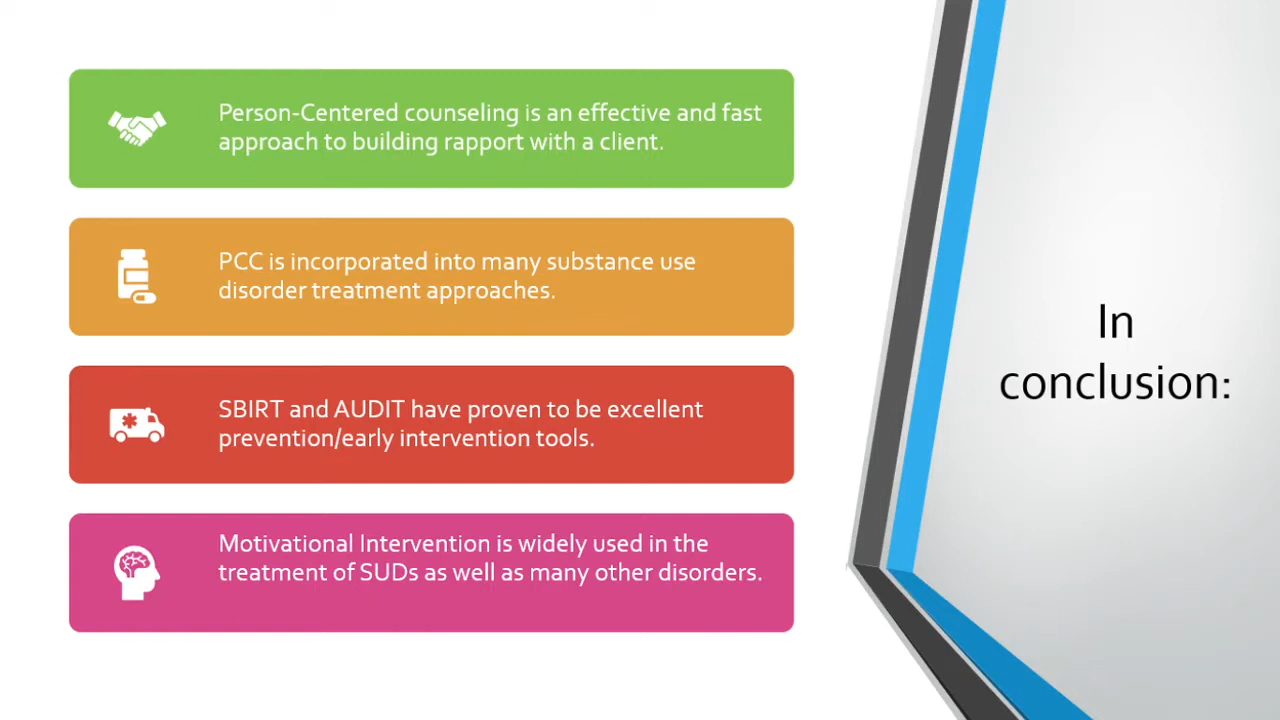 Person-Centered counseling is an effective and fast
approach to building rapport with a client.
PCC is incorporated into many substance use
disorder treatment approaches.
SBIRT and AUDIT have proven to be excellent
prevention/early intervention tools.
Motivational Intervention is widely used in the
treatment of SUDs as well as many other disorders.
In
conclusion: